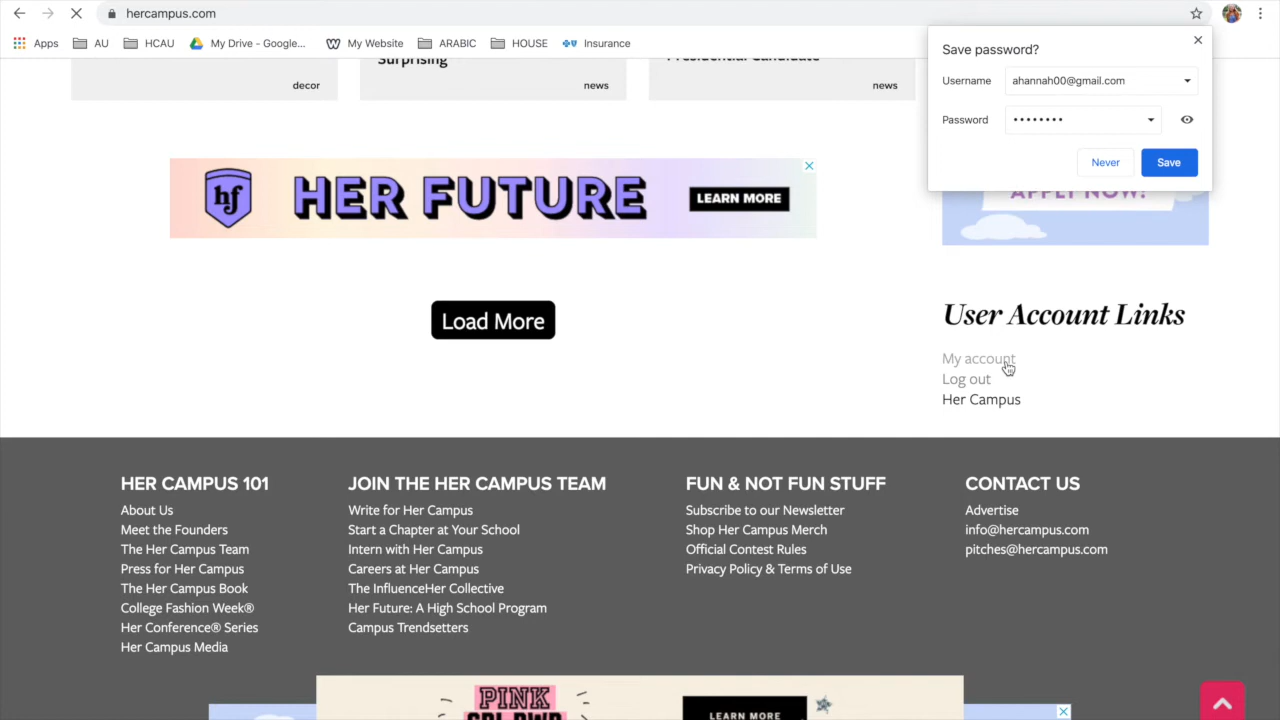 hercampus.com
Apps AU HCAU My Drive - Google... My Website ARABIC HOUSE Insurance
Save password?
Username ahannah00@gmail.com
Password ••••••••
Never Save
Surprising
Presidential Candidate
decor
news
news
hf HER FUTURE LEARN MORE
APPLY NOW!
Load More
User Account Links
My account
Log out
Her Campus
HER CAMPUS 101
About Us
Meet the Founders
The Her Campus Team
Press for Her Campus
The Her Campus Book
College Fashion Week®
Her Conference® Series
Her Campus Media
JOIN THE HER CAMPUS TEAM
Write for Her Campus
Start a Chapter at Your School
Intern with Her Campus
Careers at Her Campus
The InfluenceHer Collective
Her Future: A High School Program
Campus Trendsetters
FUN & NOT FUN STUFF
Subscribe to our Newsletter
Shop Her Campus Merch
Official Contest Rules
Privacy Policy & Terms of Use
CONTACT US
Advertise
info@hercampus.com
pitches@hercampus.com
PINK
LEARN MORE